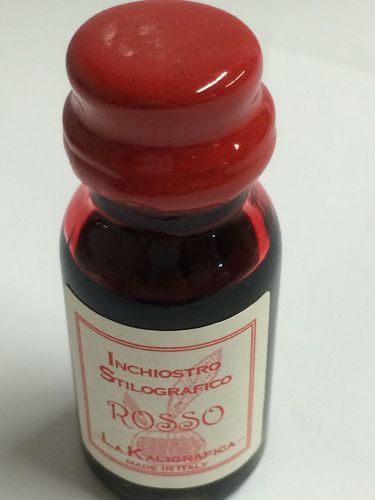 INCHIOSTRO
STILOGRAFICO
ROSSO
LA KALIGRAFICA
MADE IN ITALY